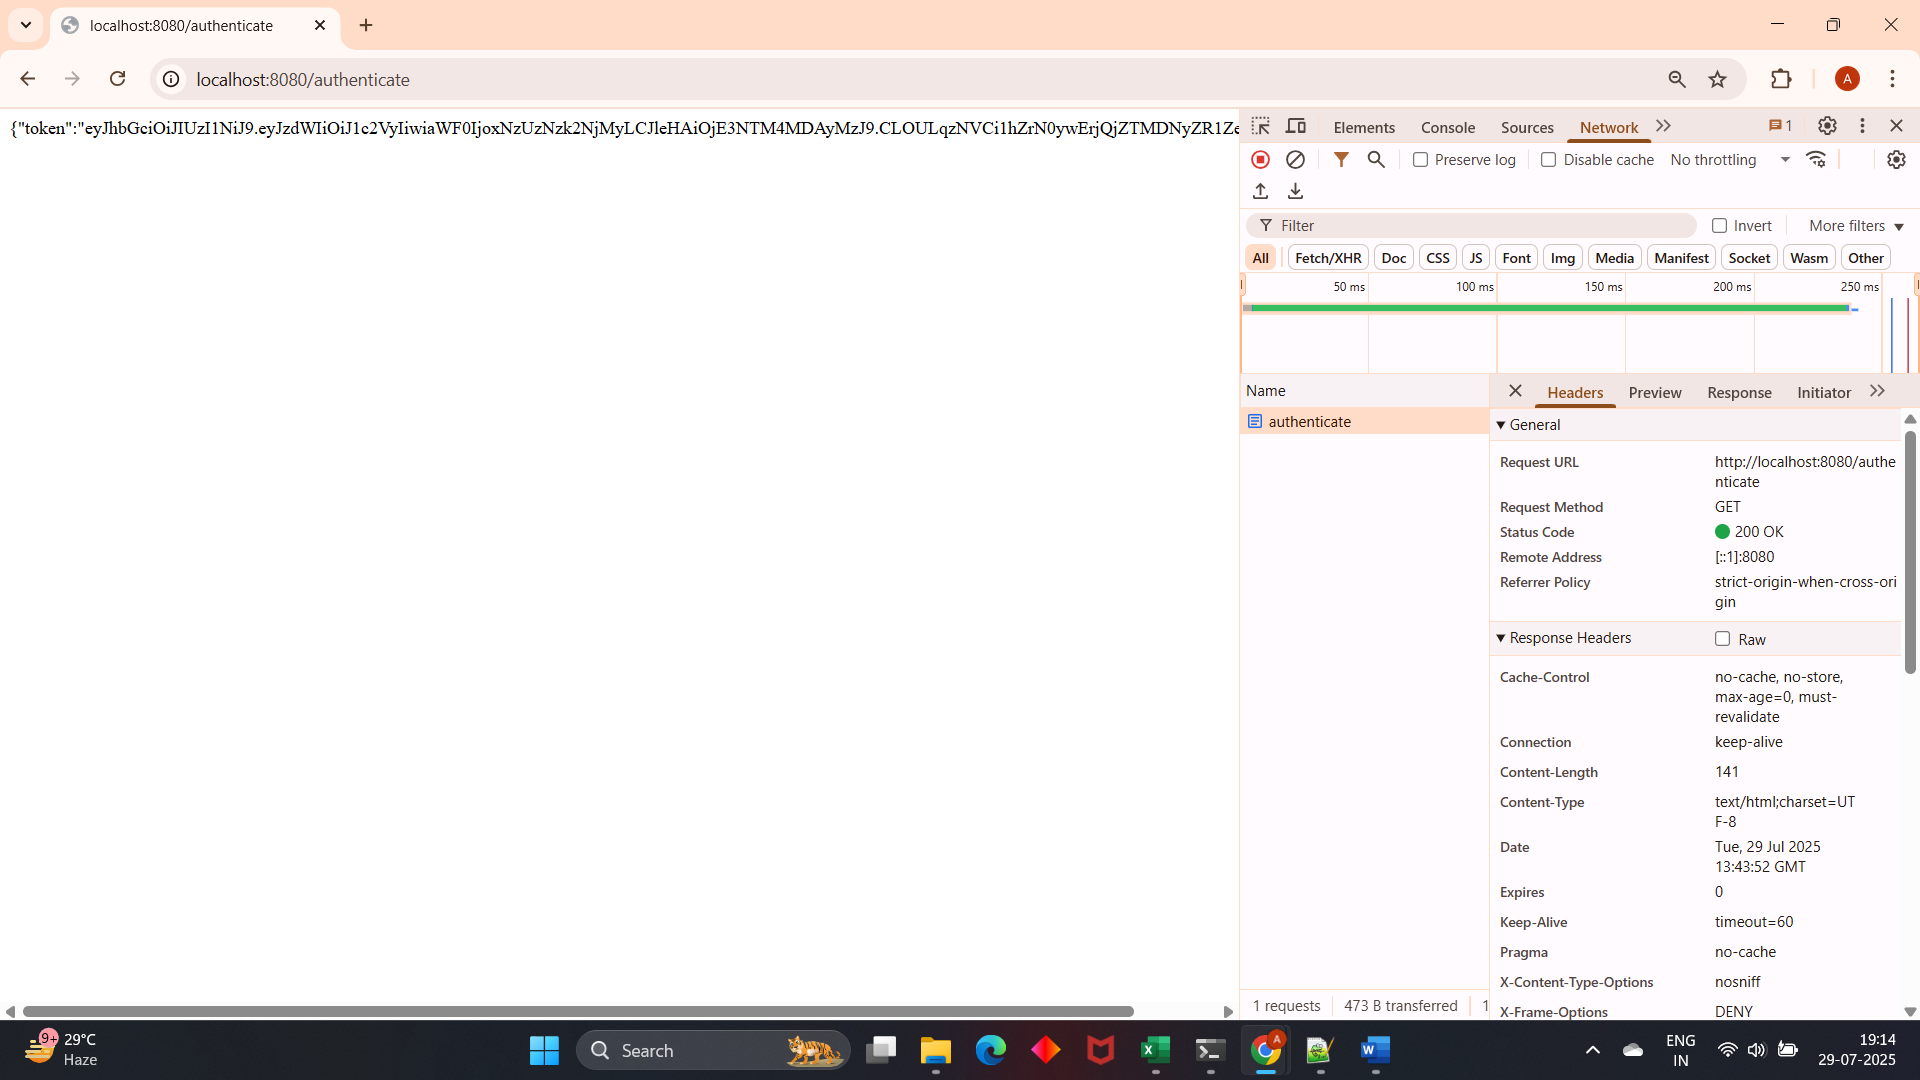 localhost:8080/authenticate
localhost:8080/authenticate
A
{"token":"eyJhbGciOiJIUzI1NiJ9.eyJzdWIiOiJ1c2VyIiwiaWF0IjoxNzUzNzk2NjMyLCJleHAiOjE3NTM4MDAyMzJ9.CLOULqzNVCi1hZrN0ywErjQjZTMDNyZR1Ze
Elements Console Sources Network 1
Preserve log Disable cache No throttling
Filter Invert More filters
All Fetch/XHR Doc CSS JS Font Img Media Manifest Socket Wasm Other
50 ms 100 ms 150 ms 200 ms 250 ms
Name
authenticate
Headers Preview Response Initiator
General
Request URL http://localhost:8080/authe
nticate
Request Method GET
Status Code 200 OK
Remote Address [::1]:8080
Referrer Policy strict-origin-when-cross-ori
gin
Response Headers Raw
Cache-Control no-cache, no-store,
max-age=0, must-
revalidate
Connection keep-alive
Content-Length 141
Content-Type text/html;charset=UT
F-8
Date Tue, 29 Jul 2025
13:43:52 GMT
Expires 0
Keep-Alive timeout=60
Pragma no-cache
X-Content-Type-Options nosniff
X-Frame-Options DENY
1 requests 473 B transferred 1
9+ 29°C
Haze
Search
A
ENG
IN
19:14
29-07-2025